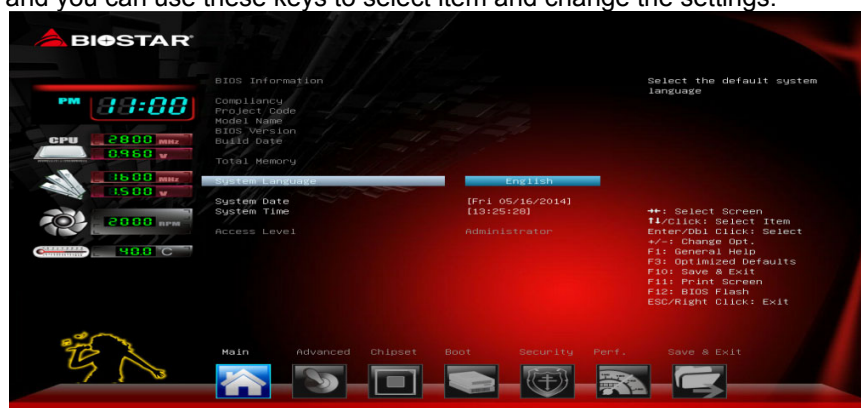 and you can use these keys to select item and change the settings.
BIOSTAR
BIOS Information
Select the default system
language
Compliancy
Project Code
Model Name
BIOS Version
Build Date
Total Memory
System Language English
System Date [Fri 05/16/2014]
System Time [13:25:28]
Access Level Administrator
PM 11:00
CPU 2800 MHz
0.960 V
1600 MHz
1.500 V
2000 RPM
40.0 C
→←: Select Screen
↑↓/Click: Select Item
Enter/Dbl Click: Select
+/-: Change Opt.
F1: General Help
F3: Optimized Defaults
F10: Save & Exit
F11: Print Screen
F12: BIOS Flash
ESC/Right Click: Exit
Main Advanced Chipset Boot Security Perf. Save & Exit